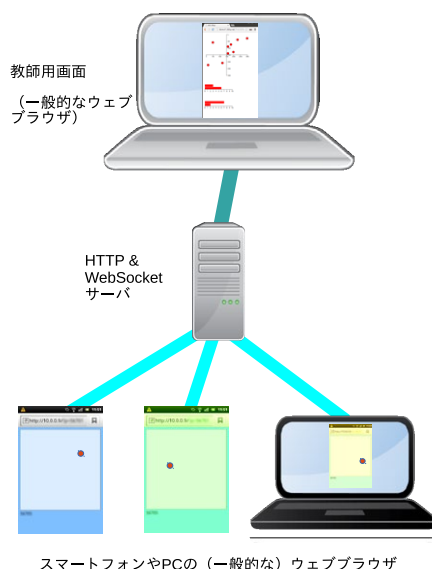 教師用画面
（一般的なウェブ
ブラウザ）
HTTP &
WebSocket
サーバ
スマートフォンやPCの（一般的な）ウェブブラウザ